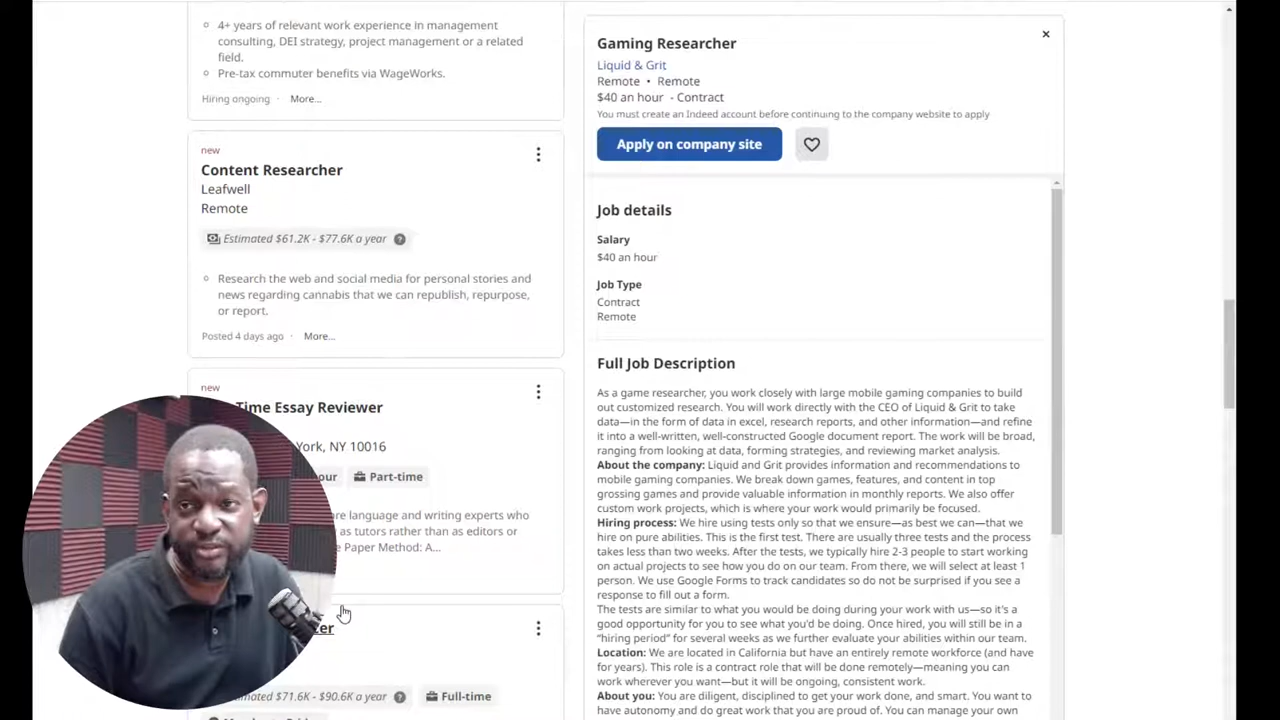 4+ years of relevant work experience in management
consulting, DEI strategy, project management or a related
field.
Pre-tax commuter benefits via WageWorks.
Hiring ongoing · More...
new
Content Researcher
Leafwell
Remote
Estimated $61.2K - $77.6K a year
Research the web and social media for personal stories and
news regarding cannabis that we can republish, repurpose,
or report.
Posted 4 days ago · More...
new
Time Essay Reviewer
York, NY 10016
our Part-time
language and writing experts who
as tutors rather than as editors or
Paper Method: A...
$71.6K - $90.6K a year Full-time
Gaming Researcher
Liquid & Grit
Remote • Remote
$40 an hour - Contract
You must create an Indeed account before continuing to the company website to apply
Apply on company site
Job details
Salary
$40 an hour
Job Type
Contract
Remote
Full Job Description
As a game researcher, you work closely with large mobile gaming companies to build
out customized research. You will work directly with the CEO of Liquid & Grit to take
data—in the form of data in excel, research reports, and other information—and refine
it into a well-written, well-constructed Google document report. The work will be broad,
ranging from looking at data, forming strategies, and reviewing market analysis.
About the company: Liquid and Grit provides information and recommendations to
mobile gaming companies. We break down games, features, and content in top
grossing games and provide valuable information in monthly reports. We also offer
custom work projects, which is where your work would primarily be focused.
Hiring process: We hire using tests only so that we ensure—as best we can—that we
hire on pure abilities. This is the first test. There are usually three tests and the process
takes less than two weeks. After the tests, we typically hire 2-3 people to start working
on actual projects to see how you do on our team. From there, we will select at least 1
person. We use Google Forms to track candidates so do not be surprised if you see a
response to fill out a form.
The tests are similar to what you would be doing during your work with us—so it's a
good opportunity for you to see what you'd be doing. Once hired, you will still be in a
"hiring period" for several weeks as we further evaluate your abilities within our team.
Location: We are located in California but have an entirely remote workforce (and have
for years). This role is a contract role that will be done remotely—meaning you can
work wherever you want—but it will be ongoing, consistent work.
About you: You are diligent, disciplined to get your work done, and smart. You want to
have autonomy and do great work that you are proud of. You can manage your own